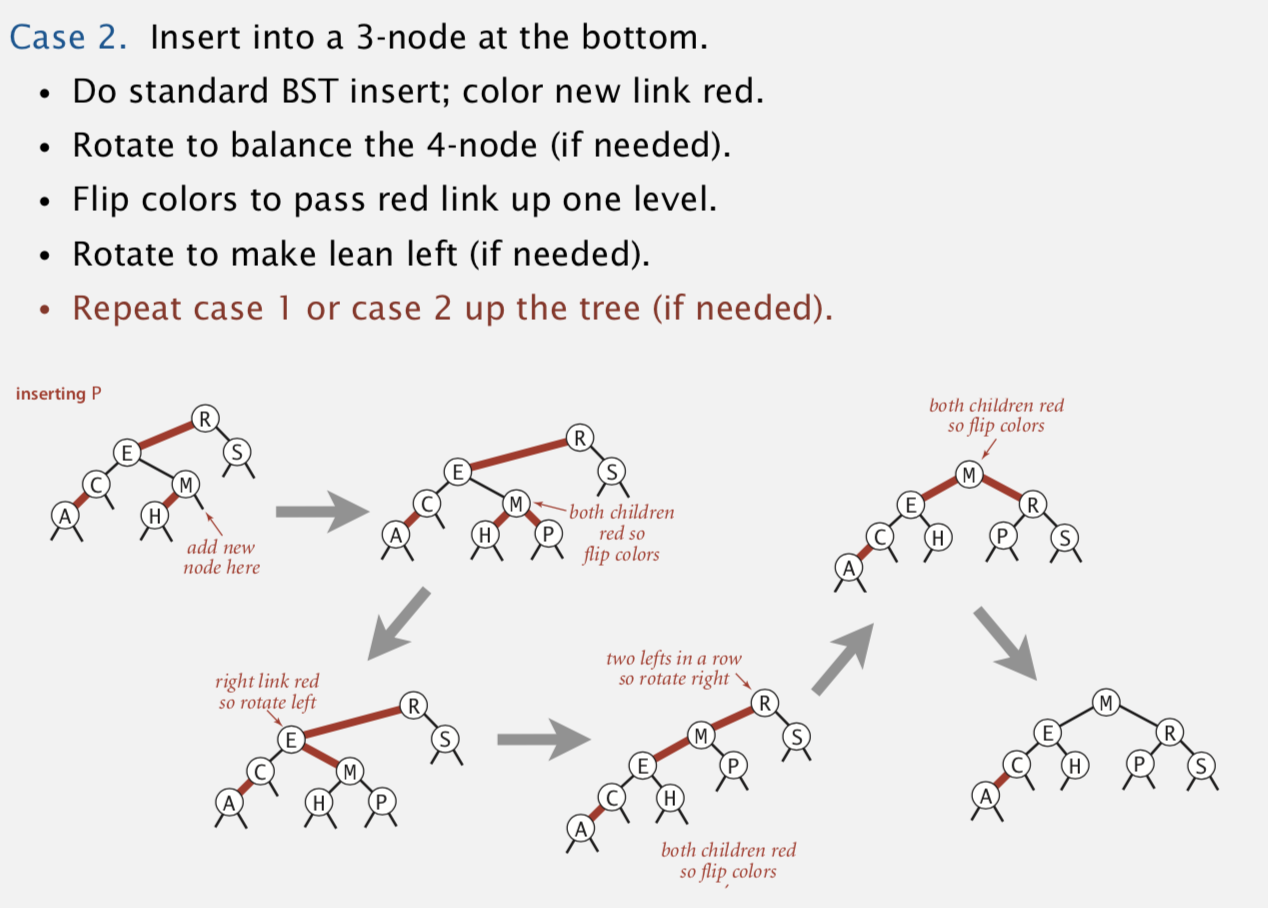 Case 2. Insert into a 3-node at the bottom.
• Do standard BST insert; color new link red.
• Rotate to balance the 4-node (if needed).
• Flip colors to pass red link up one level.
• Rotate to make lean left (if needed).
• Repeat case 1 or case 2 up the tree (if needed).
inserting P
R
E
S
C
M
A
H
add new
node here
R
E
S
C
M
A
H
P
both children
red so
flip colors
right link red
so rotate left
R
E
S
C
M
A
H
P
two lefts in a row
so rotate right
R
M
S
E
P
C
H
A
both children red
so flip colors
both children red
so flip colors
M
E
R
C
H
P
S
A
M
E
R
C
H
P
S
A